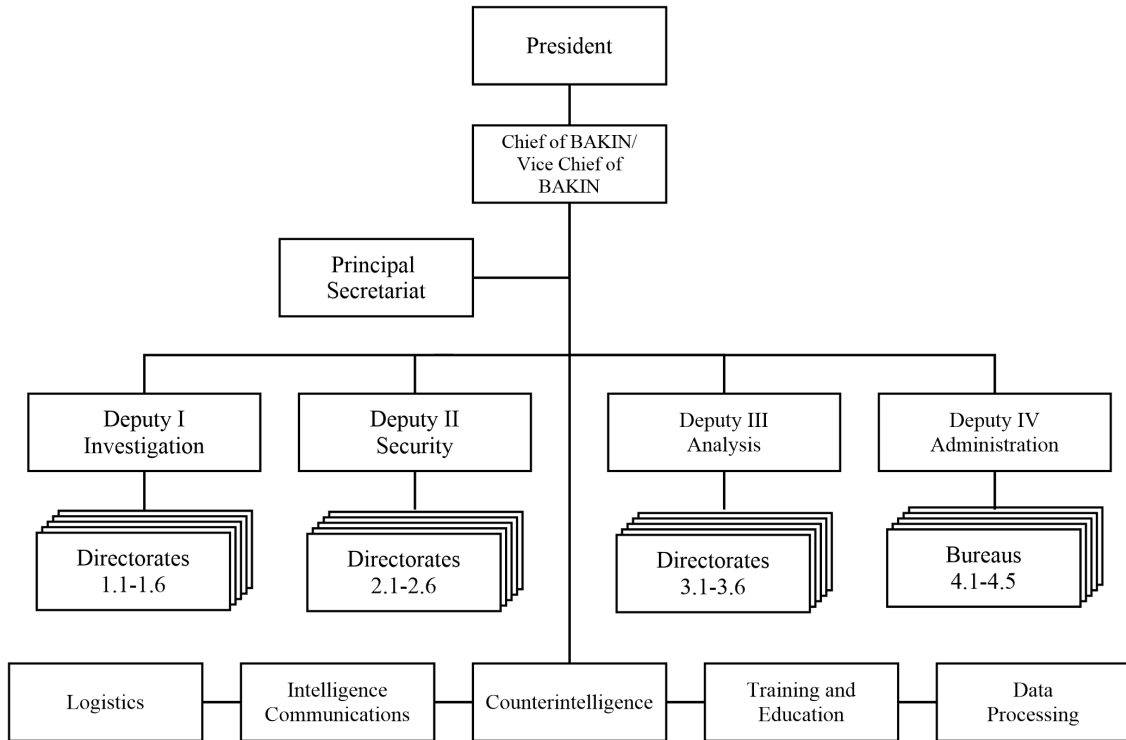 President
Chief of BAKIN/
Vice Chief of
BAKIN
Principal
Secretariat
Deputy I
Investigation
Deputy II
Security
Deputy III
Analysis
Deputy IV
Administration
Directorates
1.1-1.6
Directorates
2.1-2.6
Directorates
3.1-3.6
Bureaus
4.1-4.5
Logistics
Intelligence
Communications
Counterintelligence
Training and
Education
Data
Processing